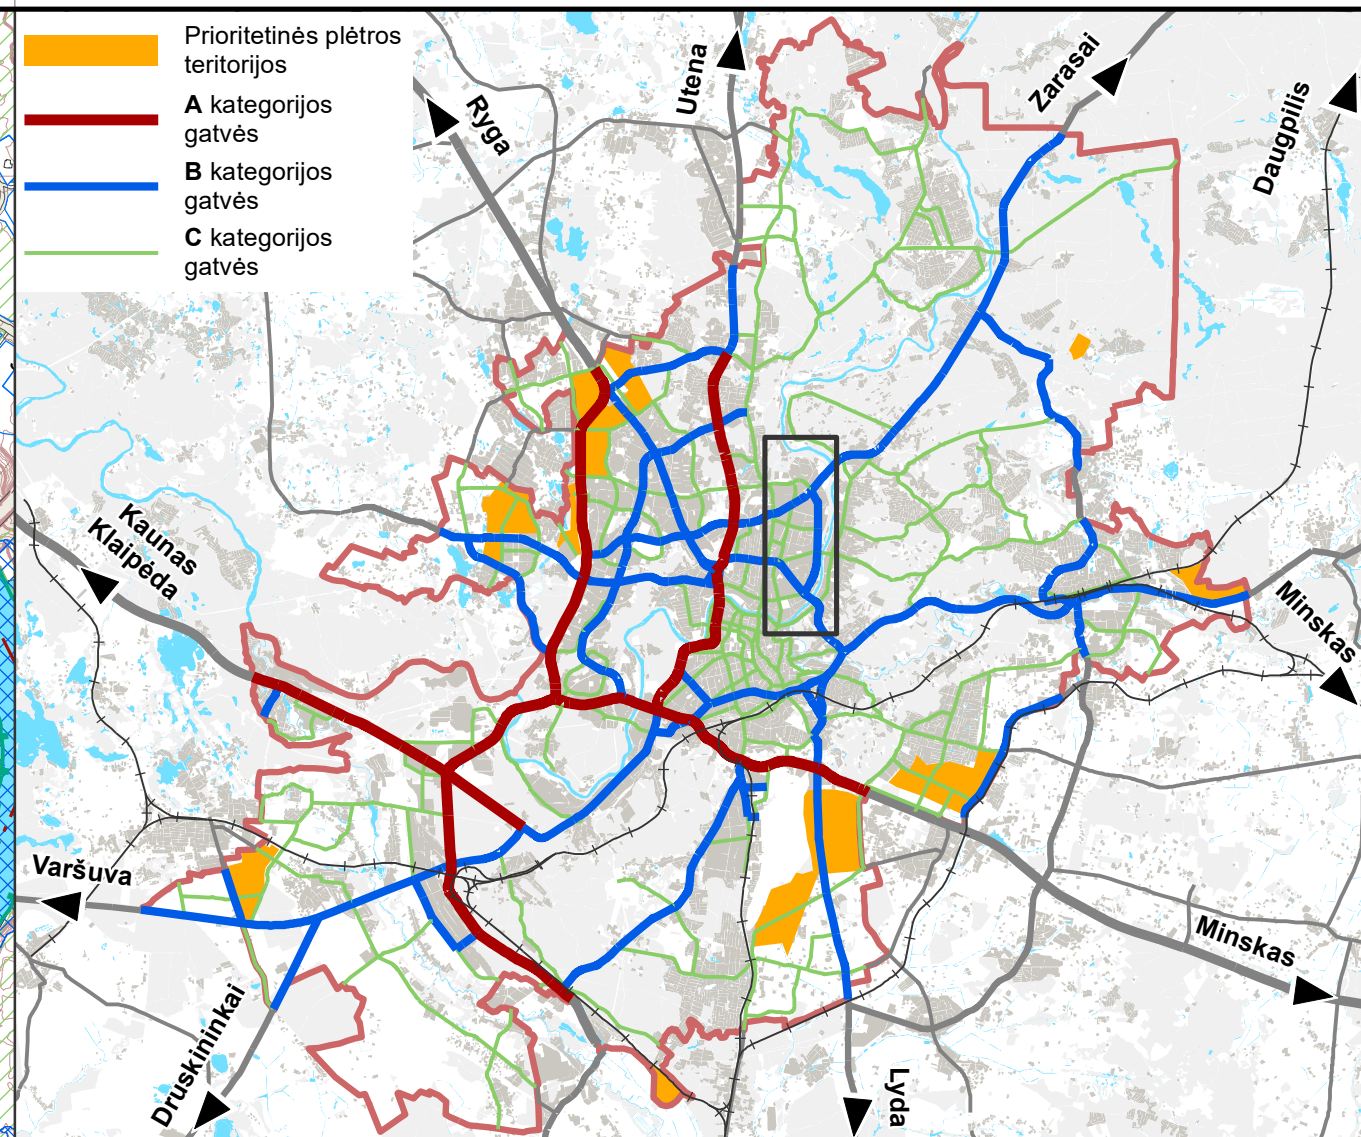 Prioritetinės plėtros
teritorijos
A kategorijos
gatvės
B kategorijos
gatvės
C kategorijos
gatvės
Ryga
Utena
Zarasai
Daugpilis
Kaunas
Klaipėda
Minskas
Varšuva
Minskas
Druskininkai
Lyda